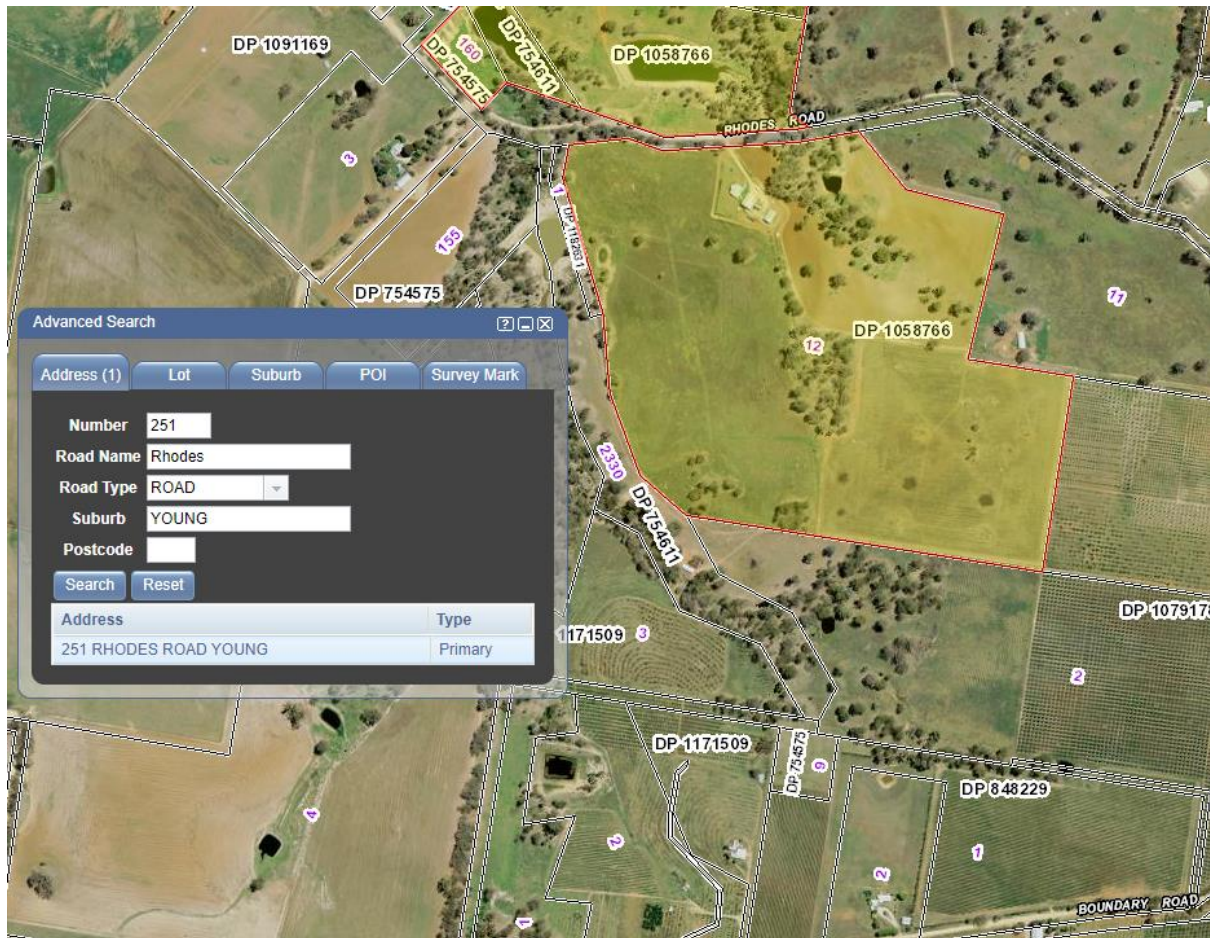 DP 1091169
160
DP 754575
DP 754611
DP 1058766
RHODES ROAD
3
155
1
DP 1182631
DP 754575
11
12
DP 1058766
Advanced Search
Address (1)
Lot
Suburb
POI
Survey Mark
Number 251
Road Name Rhodes
Road Type ROAD
Suburb YOUNG
Postcode
Search Reset
Address Type
251 RHODES ROAD YOUNG Primary
2330
DP 754611
1171509
3
DP 107917
2
DP 1171509
DP 754575
9
DP 848229
4
2
2
1
1
BOUNDARY ROAD